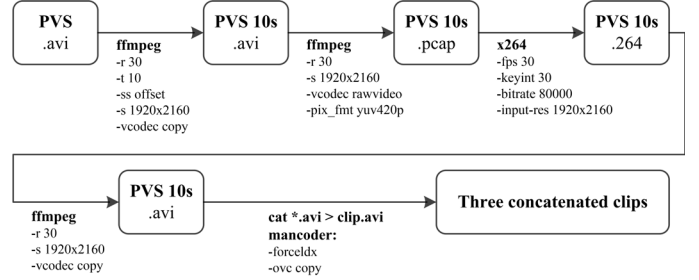 PVS
.avi
ffmpeg
-r 30
-t 10
-ss offset
-s 1920x2160
-vcodec copy
PVS 10s
.avi
ffmpeg
-r 30
-s 1920x2160
-vcodec rawvideo
-pix_fmt yuv420p
PVS 10s
.pcap
x264
-fps 30
-keyint 30
-bitrate 80000
-input-res 1920x2160
PVS 10s
.264
ffmpeg
-r 30
-s 1920x2160
-vcodec copy
PVS 10s
.avi
cat *.avi > clip.avi
mancoder:
-forceIdx
-ovc copy
Three concatenated clips